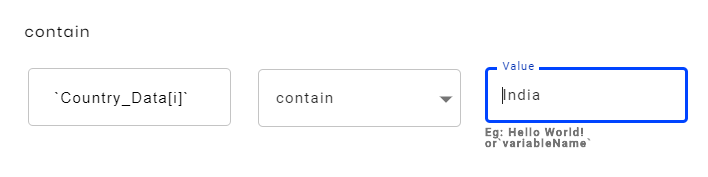 contain
`Country_Data[i]`
contain
Value
India
Eg: Hello World!
or`variableName`